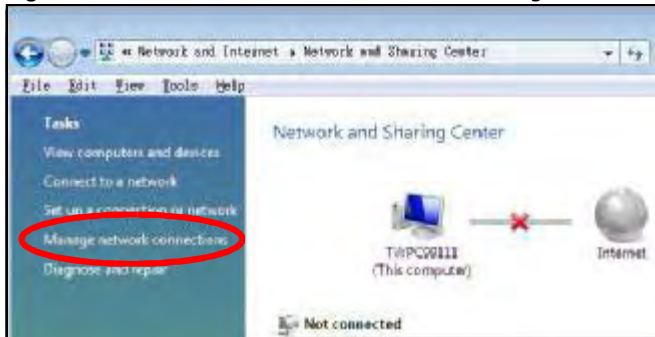 « Network and Internet ▸ Network and Sharing Center
File Edit View Tools Help
Tasks
View computers and devices
Connect to a network
Set up a connection or network
Manage network connections
Diagnose and repair
Network and Sharing Center
(This computer)
Internet
Not connected